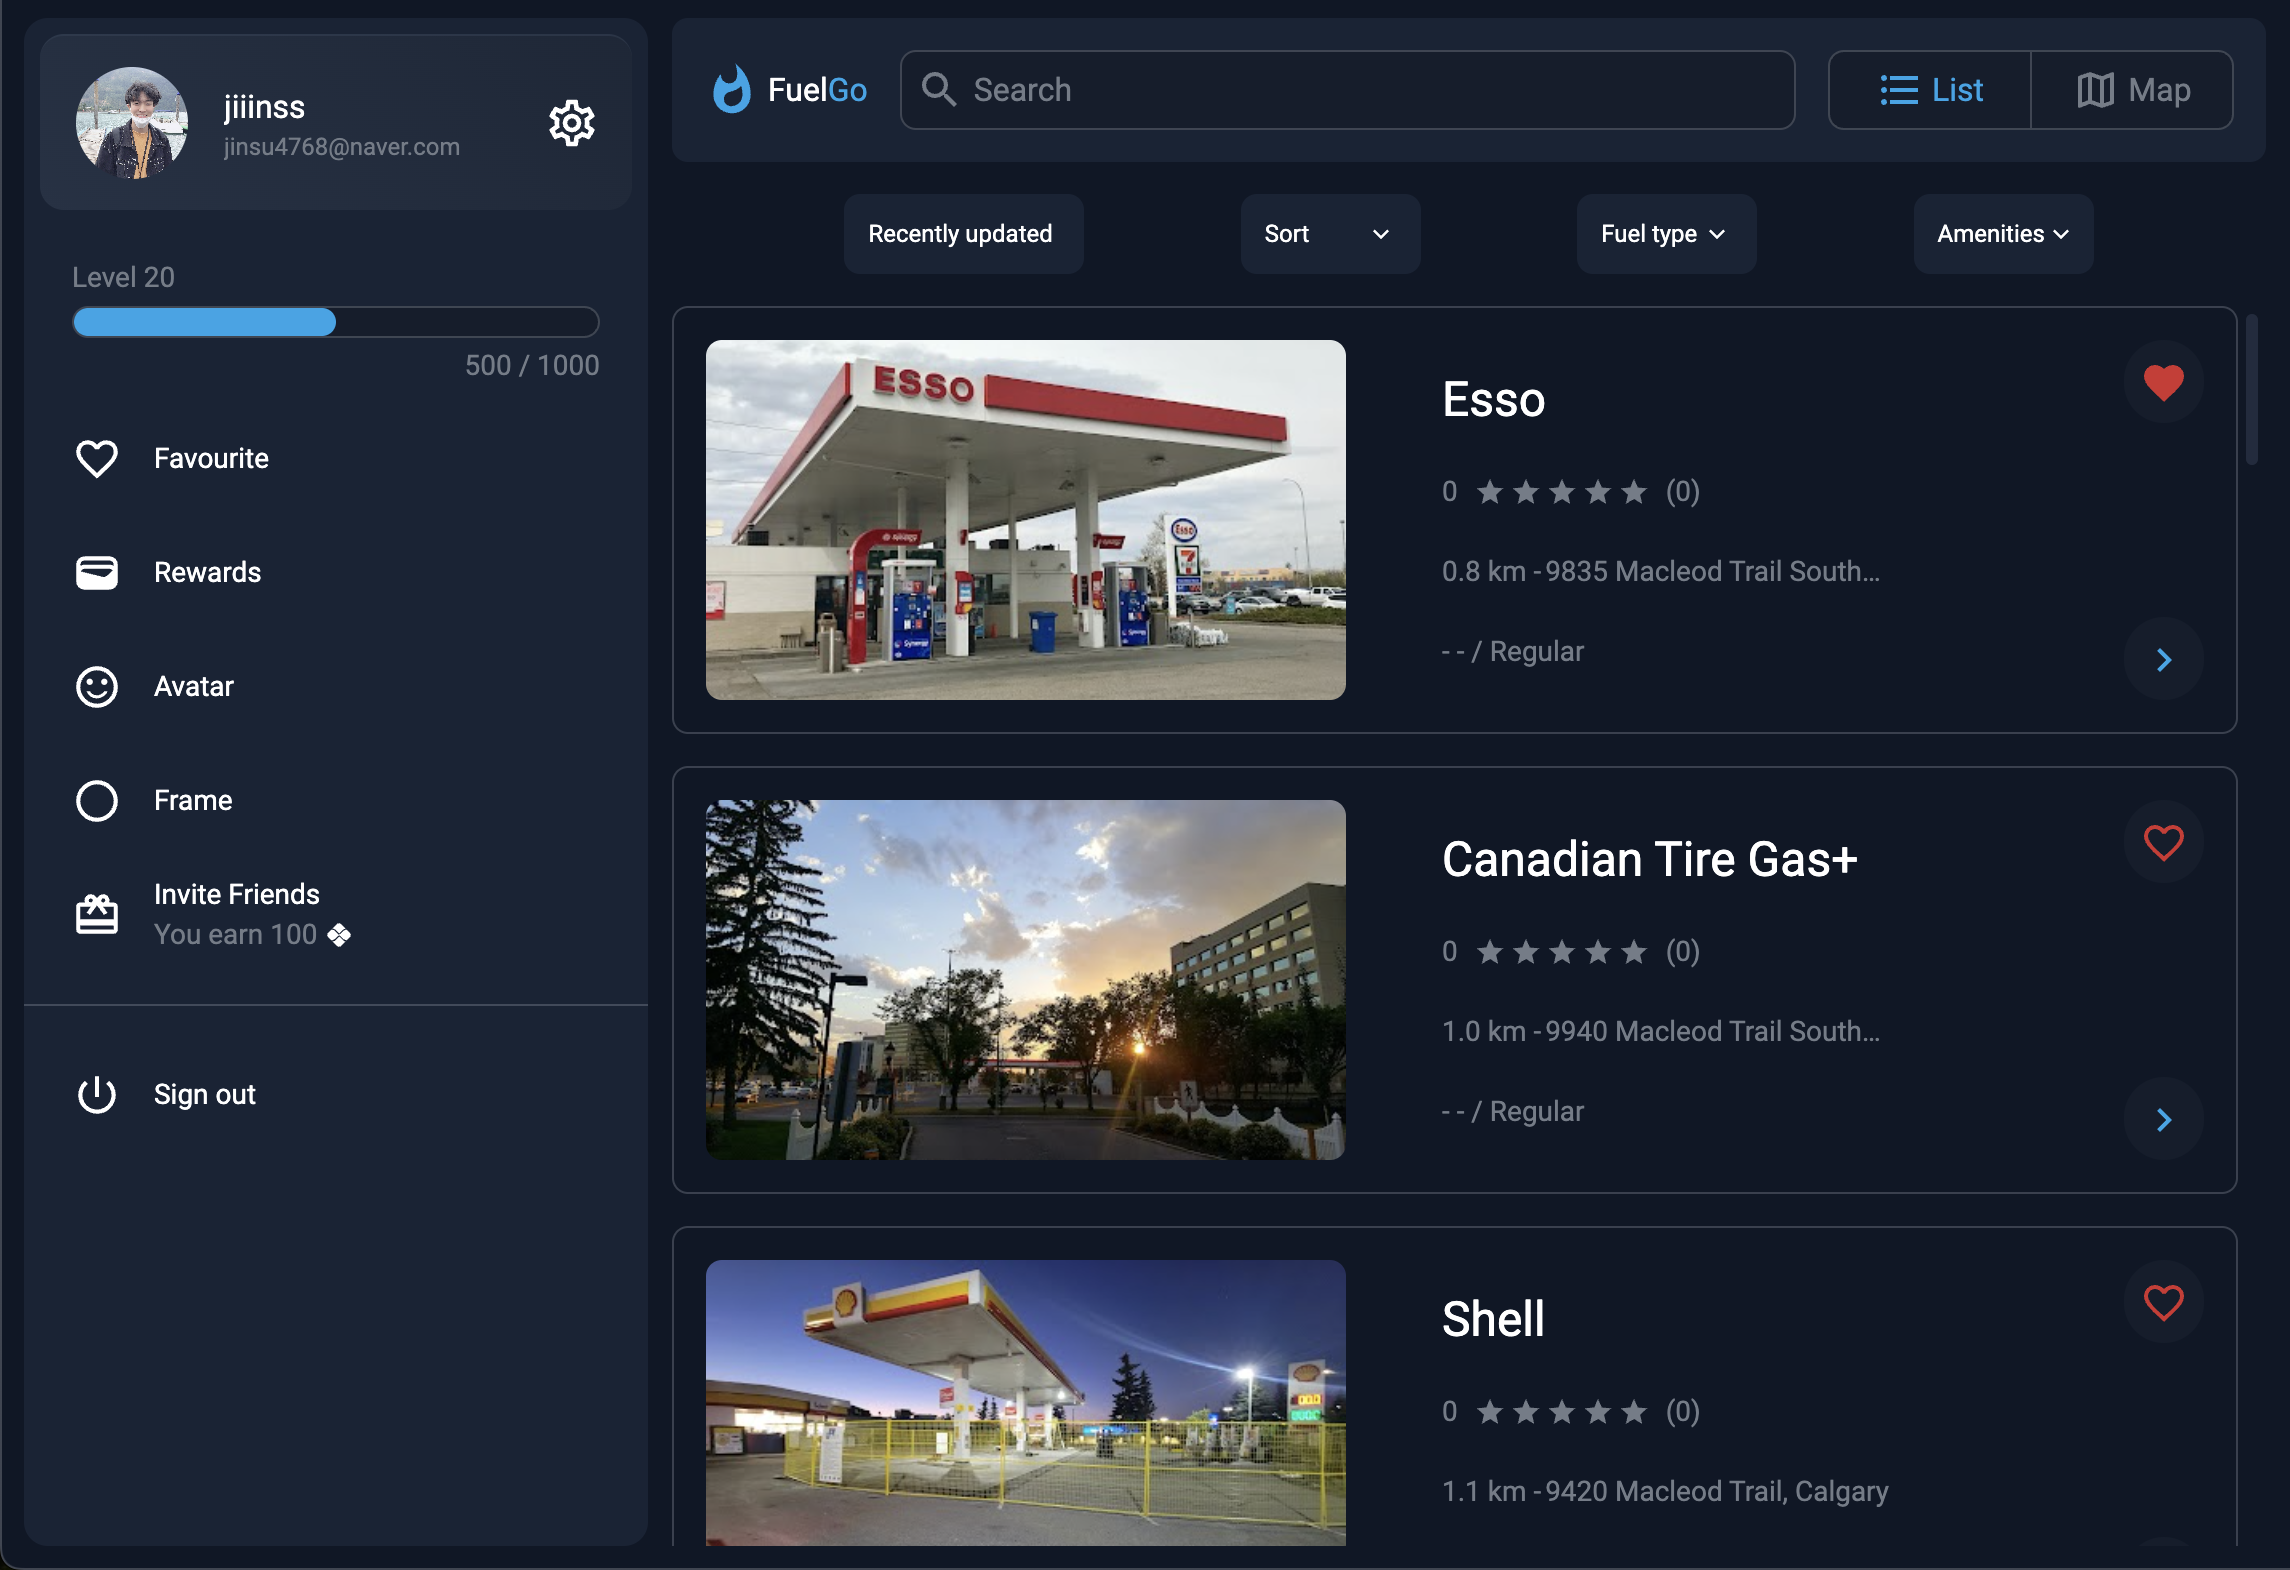 jiiinss
jinsu4768@naver.com
Level 20
500 / 1000
Favourite
Rewards
Avatar
Frame
Invite Friends
You earn 100
Sign out
FuelGo
Search
List
Map
Recently updated
Sort
Fuel type
Amenities
ESSO
Esso
Synergy
Synergy
Esso
0 (0)
0.8 km - 9835 Macleod Trail South...
- - / Regular
Canadian Tire Gas+
0 (0)
1.0 km - 9940 Macleod Trail South...
- - / Regular
Shell
0 (0)
1.1 km - 9420 Macleod Trail, Calgary